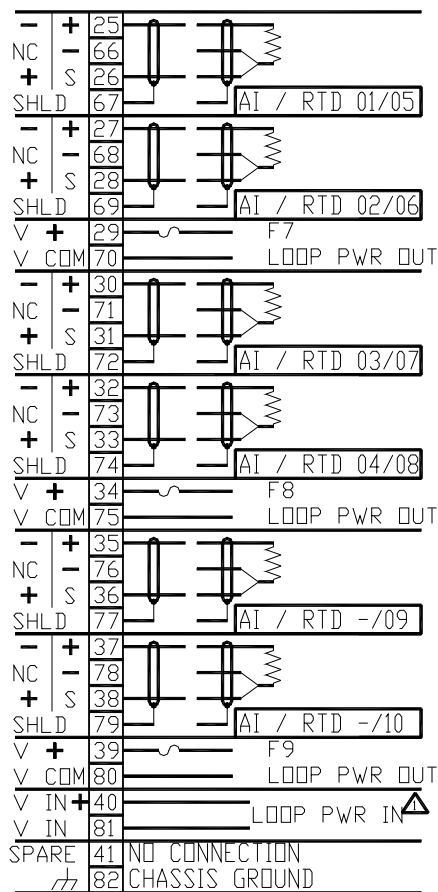 − + 25
NC − 66
+ S 26
SHLD 67 AI / RTD 01/05
− + 27
NC − 68
+ S 28
SHLD 69 AI / RTD 02/06
V + 29 F7
V COM 70 LOOP PWR OUT
− + 30
NC − 71
+ S 31
SHLD 72 AI / RTD 03/07
− + 32
NC − 73
+ S 33
SHLD 74 AI / RTD 04/08
V + 34 F8
V COM 75 LOOP PWR OUT
− + 35
NC − 76
+ S 36
SHLD 77 AI / RTD -/09
− + 37
NC − 78
+ S 38
SHLD 79 AI / RTD -/10
V + 39 F9
V COM 80 LOOP PWR OUT
V IN + 40 LOOP PWR IN 1
V IN 81
SPARE 41 NO CONNECTION
82 CHASSIS GROUND